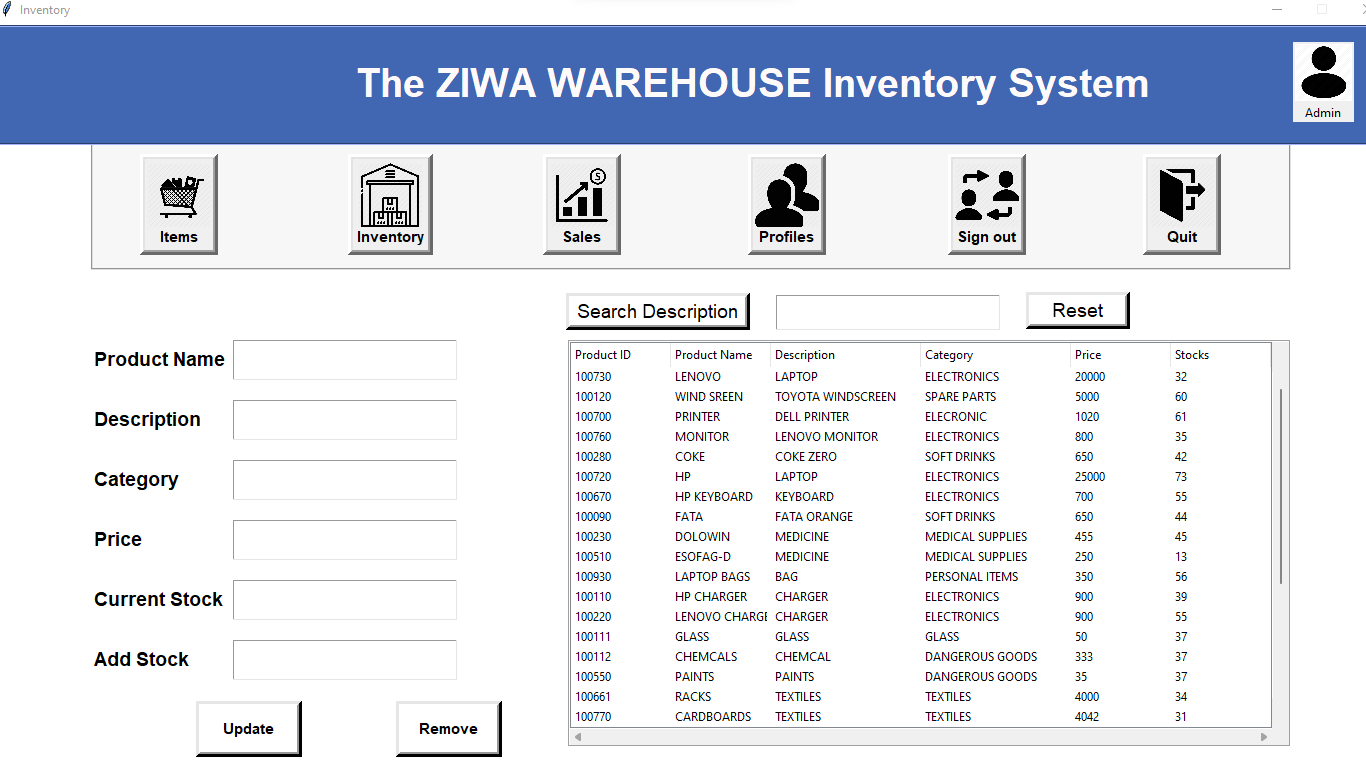 Inventory
The ZIWA WAREHOUSE Inventory System
Admin
Items Inventory Sales Profiles Sign out Quit
Search Description Reset
Product Name
Description
Category
Price
Current Stock
Add Stock
Update Remove
Product ID Product Name Description Category Price Stocks
100730 LENOVO LAPTOP ELECTRONICS 20000 32
100120 WIND SREEN TOYOTA WINDSCREEN SPARE PARTS 5000 60
100700 PRINTER DELL PRINTER ELECRONIC 1020 61
100760 MONITOR LENOVO MONITOR ELECTRONICS 800 35
100280 COKE COKE ZERO SOFT DRINKS 650 42
100720 HP LAPTOP ELECTRONICS 25000 73
100670 HP KEYBOARD KEYBOARD ELECTRONICS 700 55
100090 FATA FATA ORANGE SOFT DRINKS 650 44
100230 DOLOWIN MEDICINE MEDICAL SUPPLIES 455 45
100510 ESOFAG-D MEDICINE MEDICAL SUPPLIES 250 13
100930 LAPTOP BAGS BAG PERSONAL ITEMS 350 56
100110 HP CHARGER CHARGER ELECTRONICS 900 39
100220 LENOVO CHARGE CHARGER ELECTRONICS 900 55
100111 GLASS GLASS GLASS 50 37
100112 CHEMCALS CHEMCAL DANGEROUS GOODS 333 37
100550 PAINTS PAINTS DANGEROUS GOODS 35 37
100661 RACKS TEXTILES TEXTILES 4000 34
100770 CARDBOARDS TEXTILES TEXTILES 4042 31